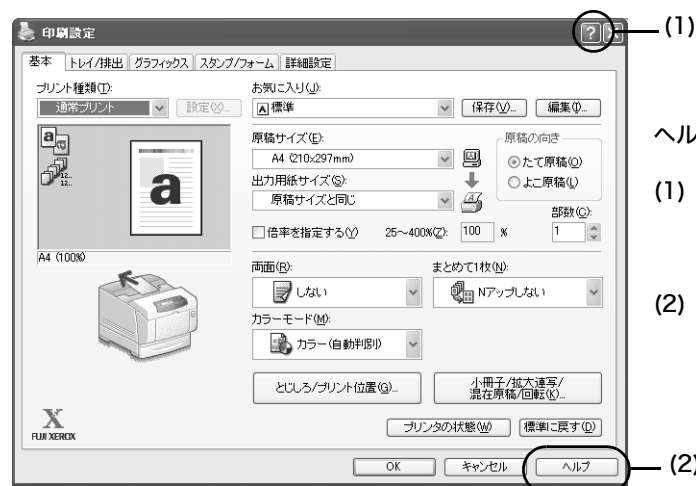 印刷設定
(1)
基本 トレイ/排出 グラフィックス スタンプ/フォーム 詳細設定
プリント種類(T):
通常プリント
設定(X)...
お気に入り(J):
A 標準
保存(V)...
編集(I)...
原稿サイズ(E):
A4 (210x297mm)
原稿の向き
たて原稿(O)
よこ原稿(L)
出力用紙サイズ(S):
原稿サイズと同じ
倍率を指定する(Y) 25～400%(Z): 100 %
部数(C):
1
a
12..
12..
a
A4 (100%)
両面(R):
しない
まとめて1枚(N):
Nアップしない
カラーモード(M):
カラー(自動判別)
とじしろ/プリント位置(G)...
小冊子/拡大連写/
混在原稿/回転(K)...
X
FUJI XEROX
プリンタの状態(W)
標準に戻す(D)
OK
キャンセル
ヘルプ
(2)
ヘル
(1)
(2)